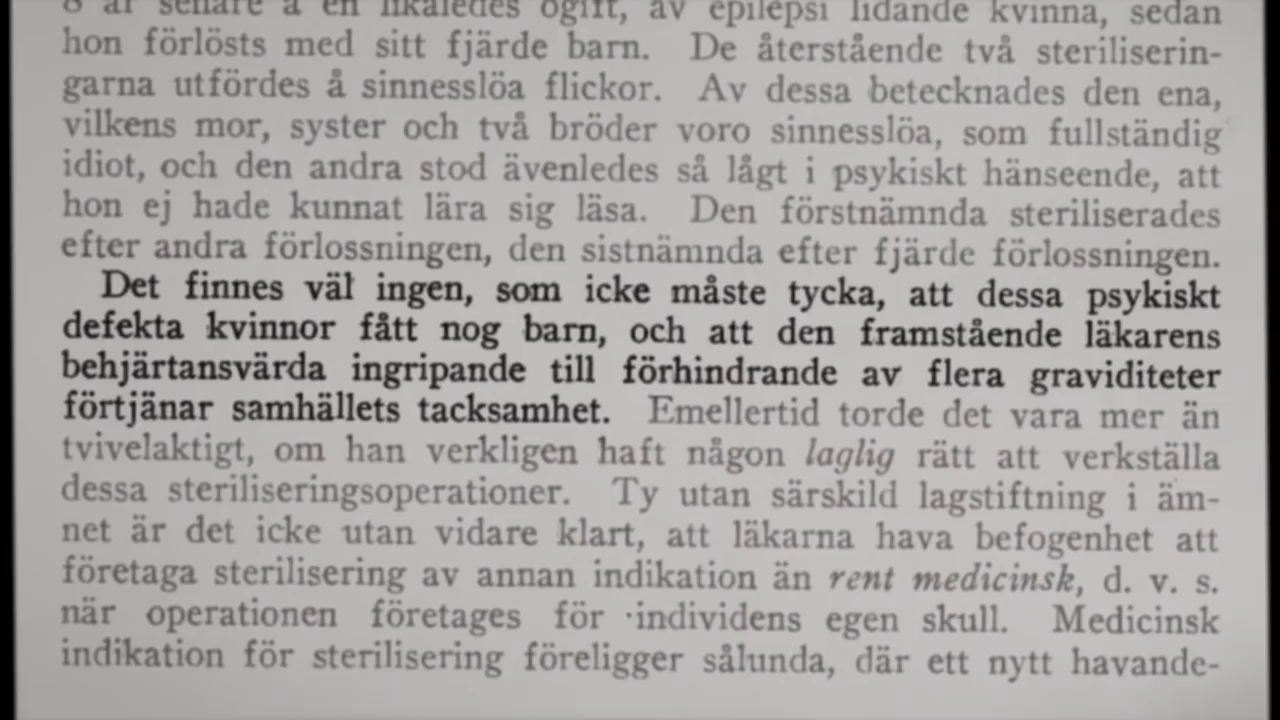 8 år senare å en likaledes ogift, av epilepsi lidande kvinna, sedan
hon förlösts med sitt fjärde barn. De återstående två steriliserin-
garna utfördes å sinnesslöa flickor. Av dessa betecknades den ena,
vilkens mor, syster och två bröder voro sinnesslöa, som fullständig
idiot, och den andra stod ävenledes så lågt i psykiskt hänseende, att
hon ej hade kunnat lära sig läsa. Den förstnämnda steriliserades
efter andra förlossningen, den sistnämnda efter fjärde förlossningen.
Det finnes väl ingen, som icke måste tycka, att dessa psykiskt
defekta kvinnor fått nog barn, och att den framstående läkarens
behjärtansvärda ingripande till förhindrande av flera graviditeter
förtjänar samhällets tacksamhet. Emellertid torde det vara mer än
tvivelaktigt, om han verkligen haft någon laglig rätt att verkställa
dessa steriliseringsoperationer. Ty utan särskild lagstiftning i äm-
net är det icke utan vidare klart, att läkarna hava befogenhet att
företaga sterilisering av annan indikation än rent medicinsk, d. v. s.
när operationen företages för individens egen skull. Medicinsk
indikation för sterilisering föreligger sålunda, där ett nytt havande-